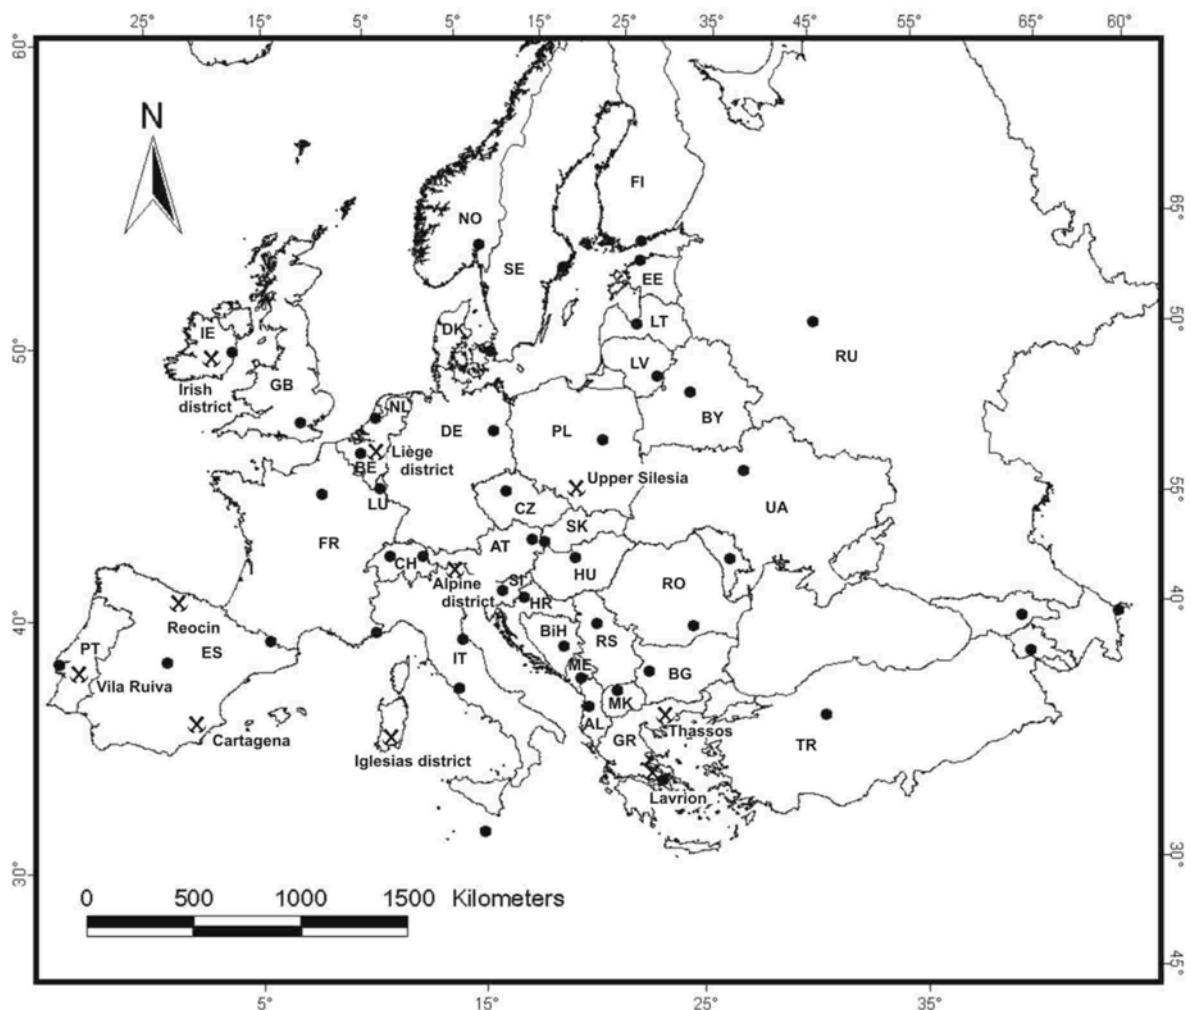 25° 15° 5° 5° 15° 25° 35° 45° 55° 65° 60°
60°
N
FI
NO
65°
SE
EE
50°
IE
DK
LT
50°
RU
LV
Irish
district
GB
NL
BY
DE
PL
BE
Liège
district
Upper Silesia
LU
CZ
55°
UA
SK
FR
AT
CH
HU
RO
Alpine
district
SI
HR
40°
40°
Reocin
BiH
RS
PT
ES
IT
ME
BG
Vila Ruiva
MK
AL
Thassos
Cartagena
GR
TR
Iglesias district
Lavrion
30°
30°
0 500 1000 1500 Kilometers
45°
5° 15° 25° 35°